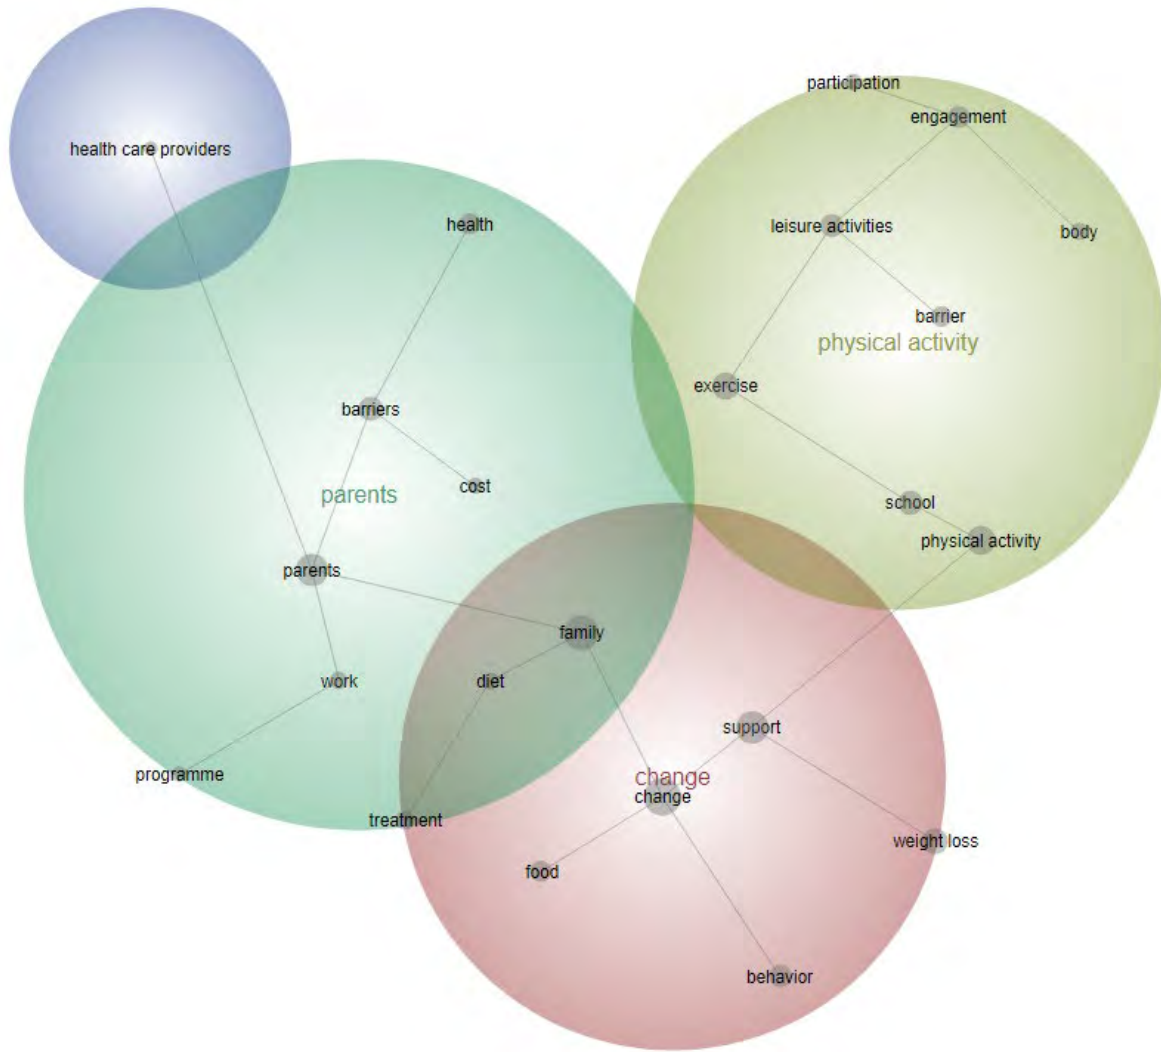 participation
engagement
health care providers
health
leisure activities
body
barrier
physical activity
exercise
barriers
cost
parents
school
physical activity
parents
family
work
diet
support
programme
change
change
treatment
weight loss
food
behavior